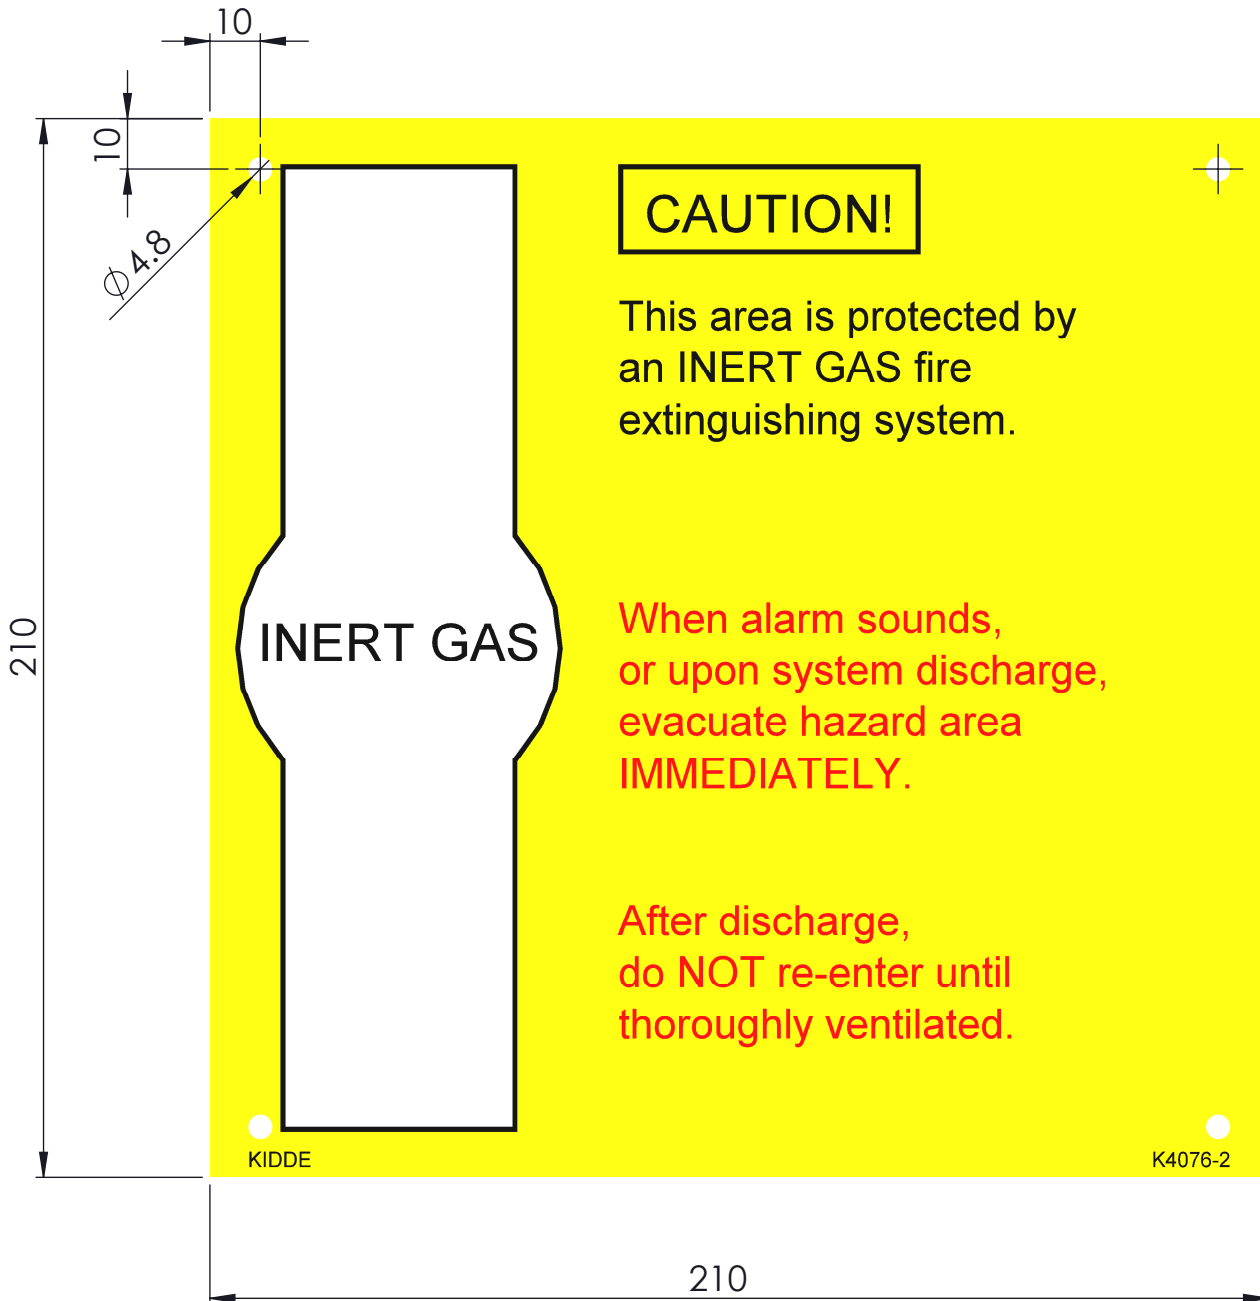 10
10
Φ4.8
CAUTION!
This area is protected by
an INERT GAS fire
extinguishing system.
210
INERT GAS
When alarm sounds,
or upon system discharge,
evacuate hazard area
IMMEDIATELY.
After discharge,
do NOT re-enter until
thoroughly ventilated.
KIDDE
K4076-2
210